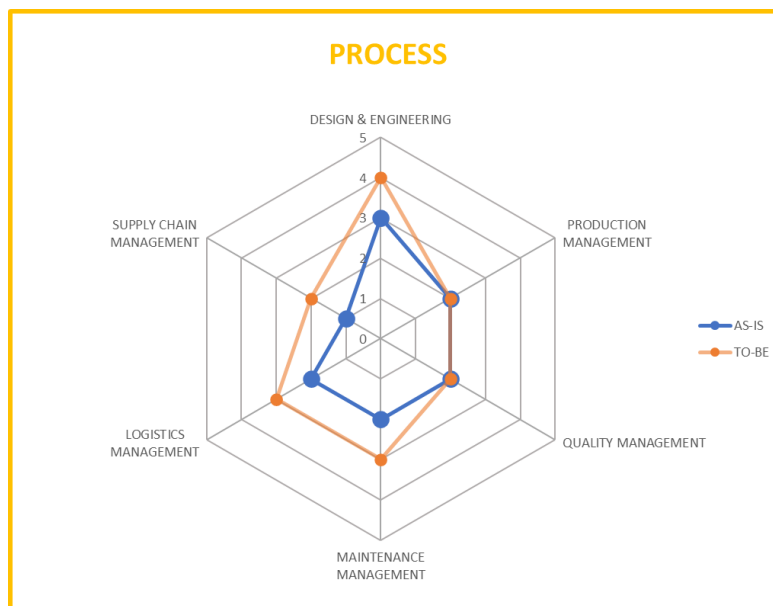 PROCESS
DESIGN & ENGINEERING
5
4
3
2
1
0
SUPPLY CHAIN
MANAGEMENT
PRODUCTION
MANAGEMENT
AS-IS
TO-BE
LOGISTICS
MANAGEMENT
QUALITY MANAGEMENT
MAINTENANCE
MANAGEMENT